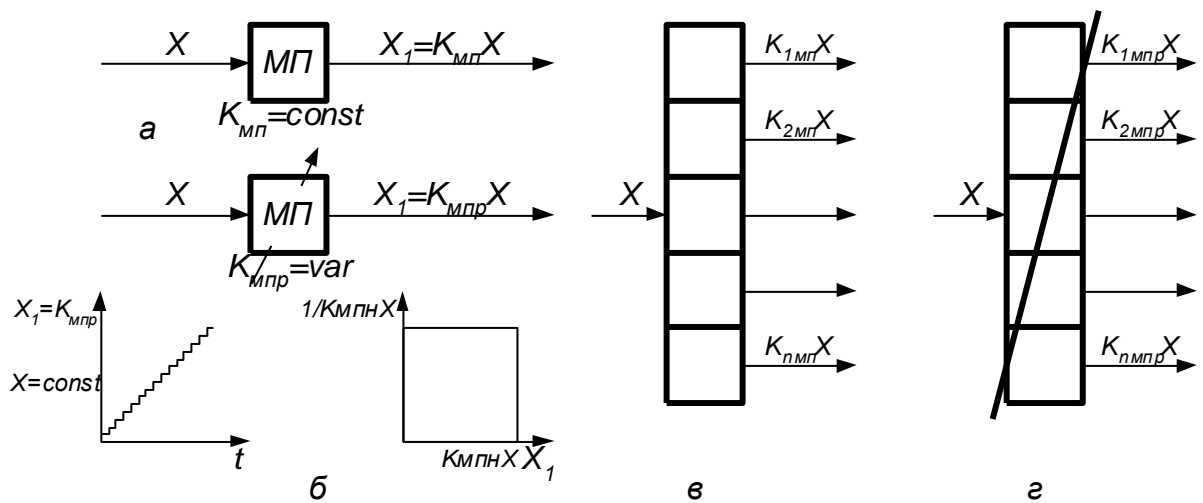 X МП X₁=KмпX
Kмп=const
а
X МП X₁=KмпрX
Kмпр=var
X₁=Kмпр
X=const
t
1/KмпнX
KмпнX X₁
б
K₁мпX
K₂мпX
X
KnмпX
в
K₁мпрX
K₂мпрX
X
KnмпрX
г